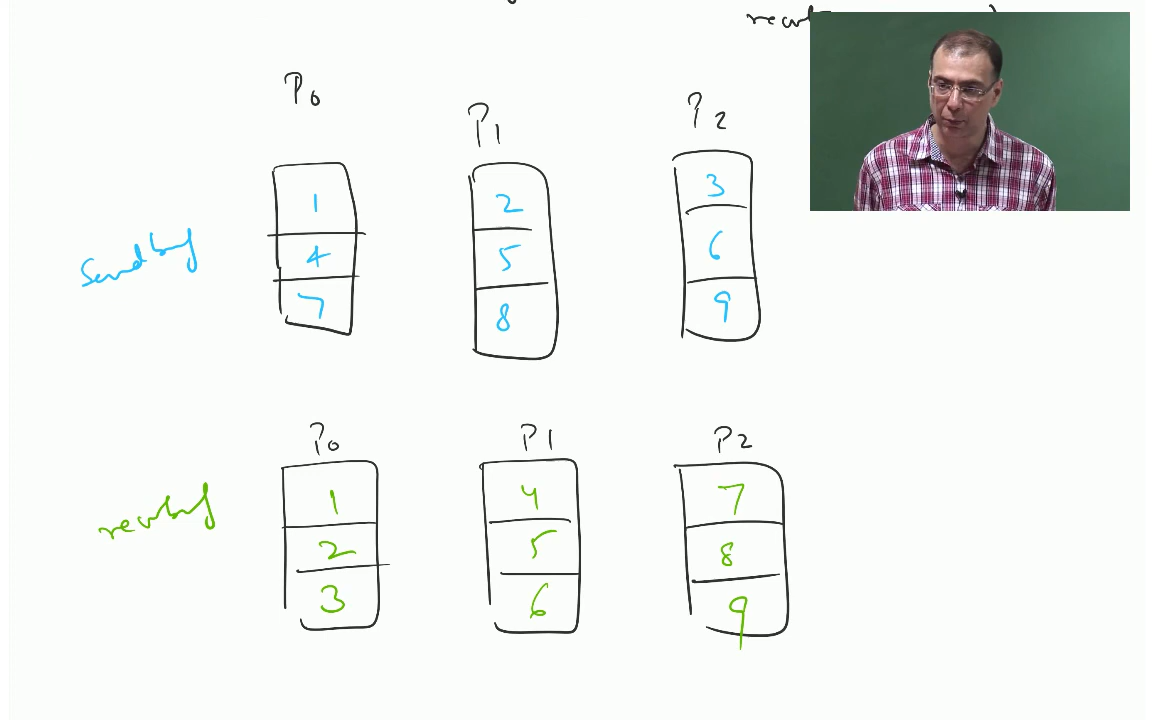 P0 P1 P2
sendbuf
1 2 3
4 5 6
7 8 9
P0 P1 P2
recvbuf
1 4 7
2 5 8
3 6 9